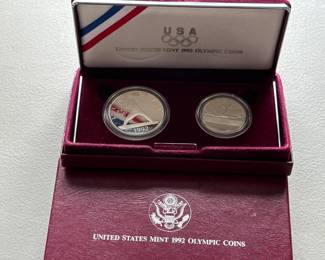 USA
UNITED STATES MINT 1992 OLYMPIC COINS
1992
UNITED STATES MINT 1992 OLYMPIC COINS